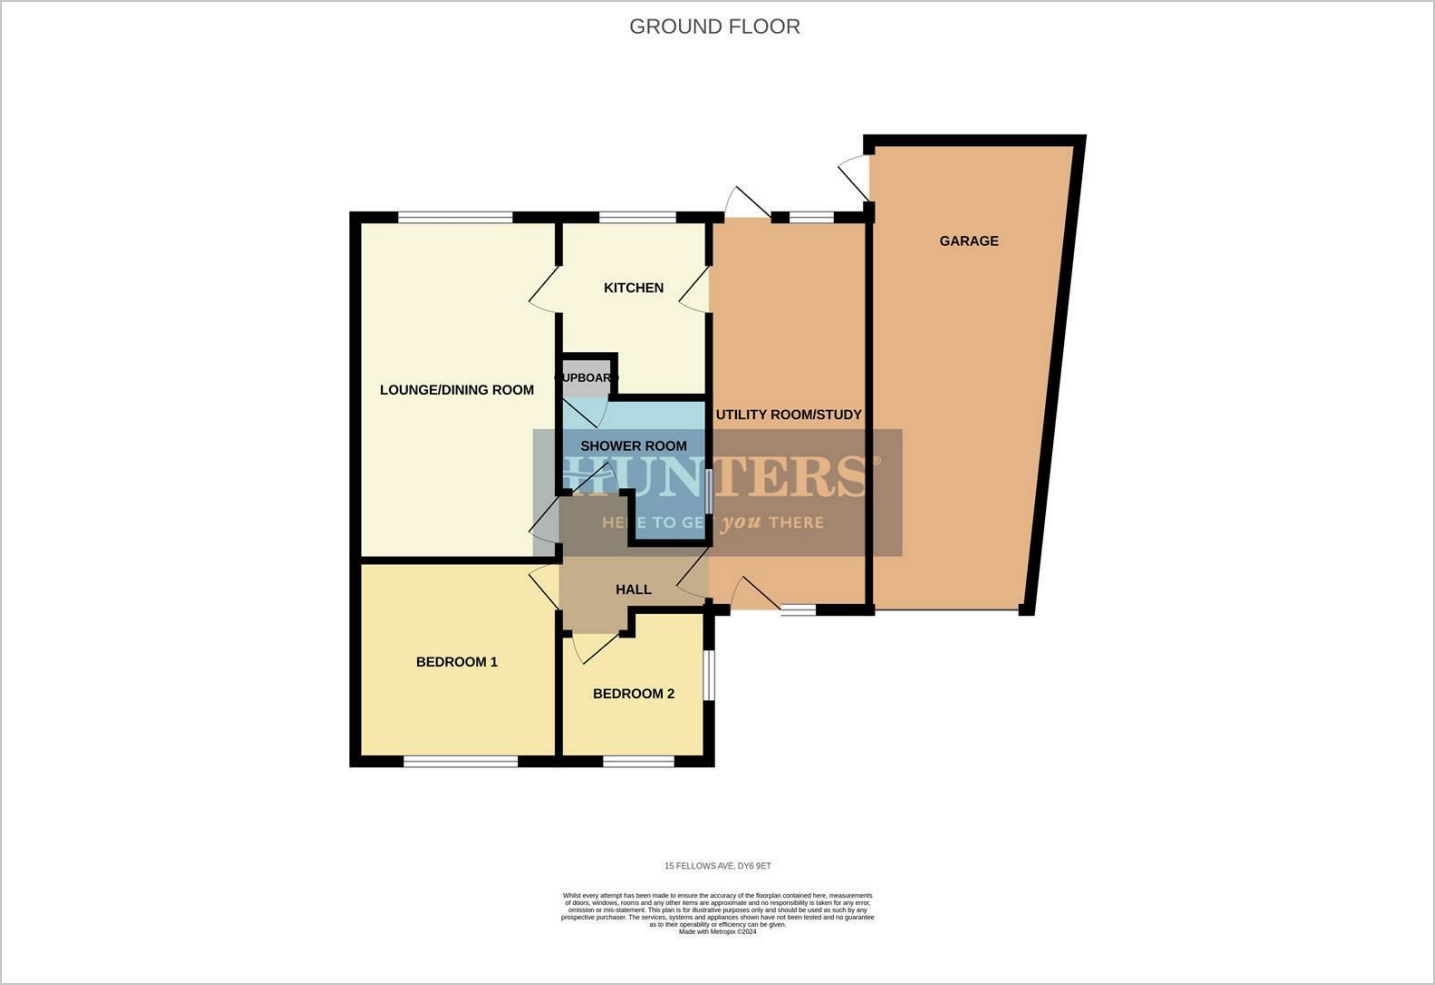 GROUND FLOOR
GARAGE
KITCHEN
LOUNGE/DINING ROOM
UPBOAR
UTILITY ROOM/STUDY
SHOWER ROOM
HUNTERS®
HERE TO GET you THERE
HALL
BEDROOM 1
BEDROOM 2
15 FELLOWS AVE, DY6 9ET
Whilst every attempt has been made to ensure the accuracy of the floorplan contained here, measurements
of doors, windows, rooms and any other items are approximate and no responsibility is taken for any error,
omission or mis-statement. This plan is for illustrative purposes only and should be used as such by any
prospective purchaser. The services, systems and appliances shown have not been tested and no guarantee
as to their operability or efficiency can be given.
Made with Metropix ©2024